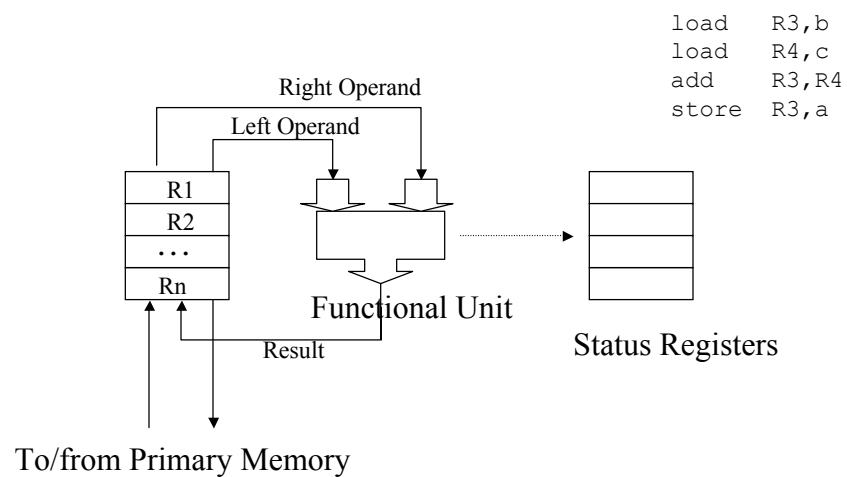 load R3,b
load R4,c
add R3,R4
store R3,a
Right Operand
Left Operand
R1
R2
...
Rn
Functional Unit
Result
Status Registers
To/from Primary Memory